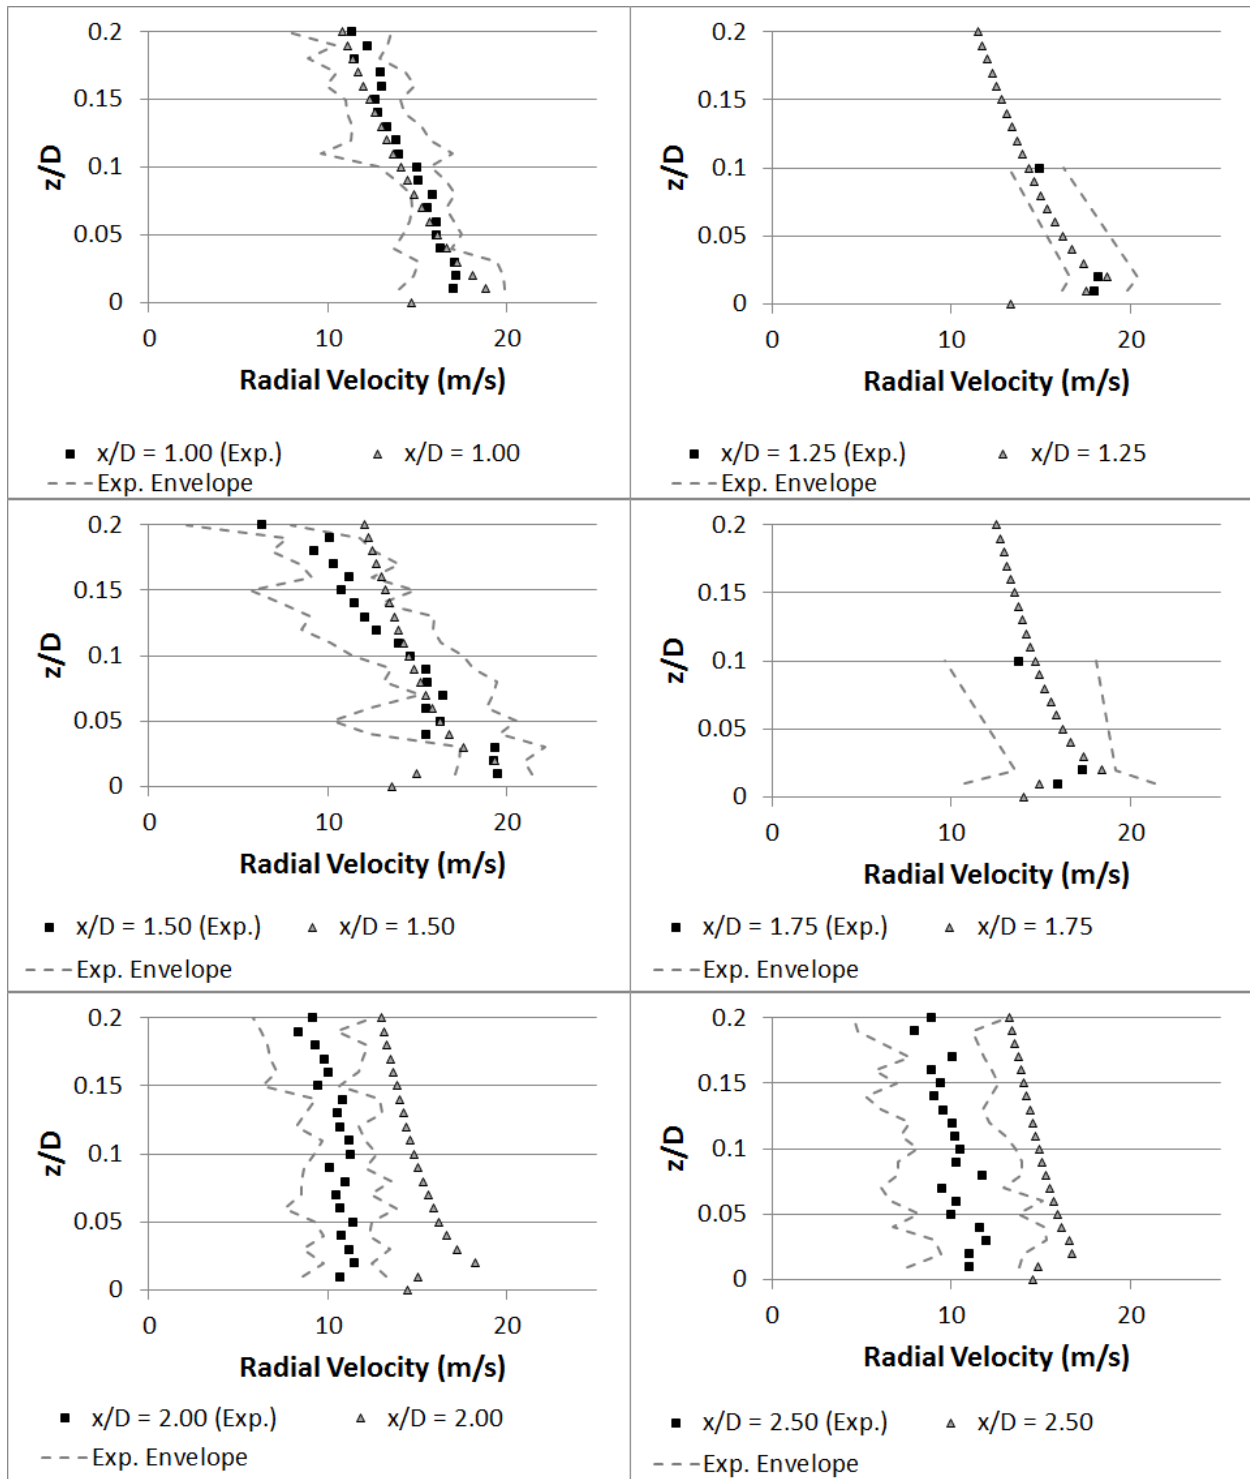 0.2
0.15
0.1
0.05
0
z/D
0 10 20
Radial Velocity (m/s)
x/D = 1.00 (Exp.) x/D = 1.00
Exp. Envelope
0.2
0.15
0.1
0.05
0
z/D
0 10 20
Radial Velocity (m/s)
x/D = 1.25 (Exp.) x/D = 1.25
Exp. Envelope
0.2
0.15
0.1
0.05
0
z/D
0 10 20
Radial Velocity (m/s)
x/D = 1.50 (Exp.) x/D = 1.50
Exp. Envelope
0.2
0.15
0.1
0.05
0
z/D
0 10 20
Radial Velocity (m/s)
x/D = 1.75 (Exp.) x/D = 1.75
Exp. Envelope
0.2
0.15
0.1
0.05
0
z/D
0 10 20
Radial Velocity (m/s)
x/D = 2.00 (Exp.) x/D = 2.00
Exp. Envelope
0.2
0.15
0.1
0.05
0
z/D
0 10 20
Radial Velocity (m/s)
x/D = 2.50 (Exp.) x/D = 2.50
Exp. Envelope